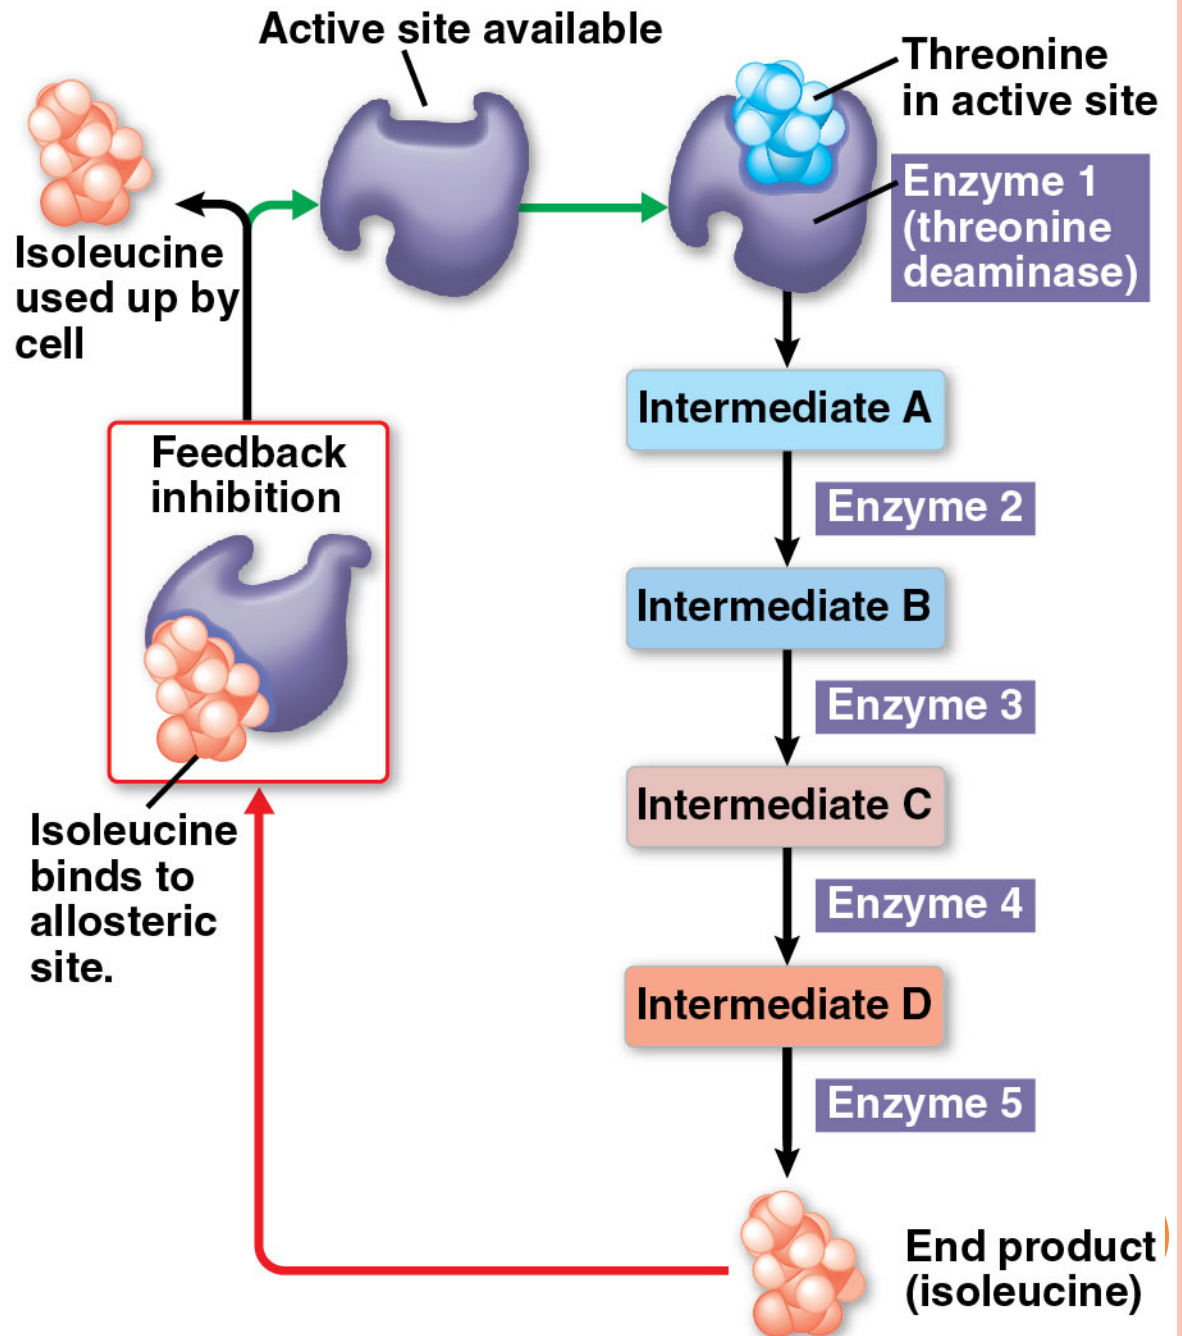 Active site available
Threonine
in active site
Enzyme 1
(threonine
deaminase)
Isoleucine
used up by
cell
Intermediate A
Feedback
inhibition
Enzyme 2
Intermediate B
Enzyme 3
Intermediate C
Isoleucine
binds to
allosteric
site.
Enzyme 4
Intermediate D
Enzyme 5
End product
(isoleucine)